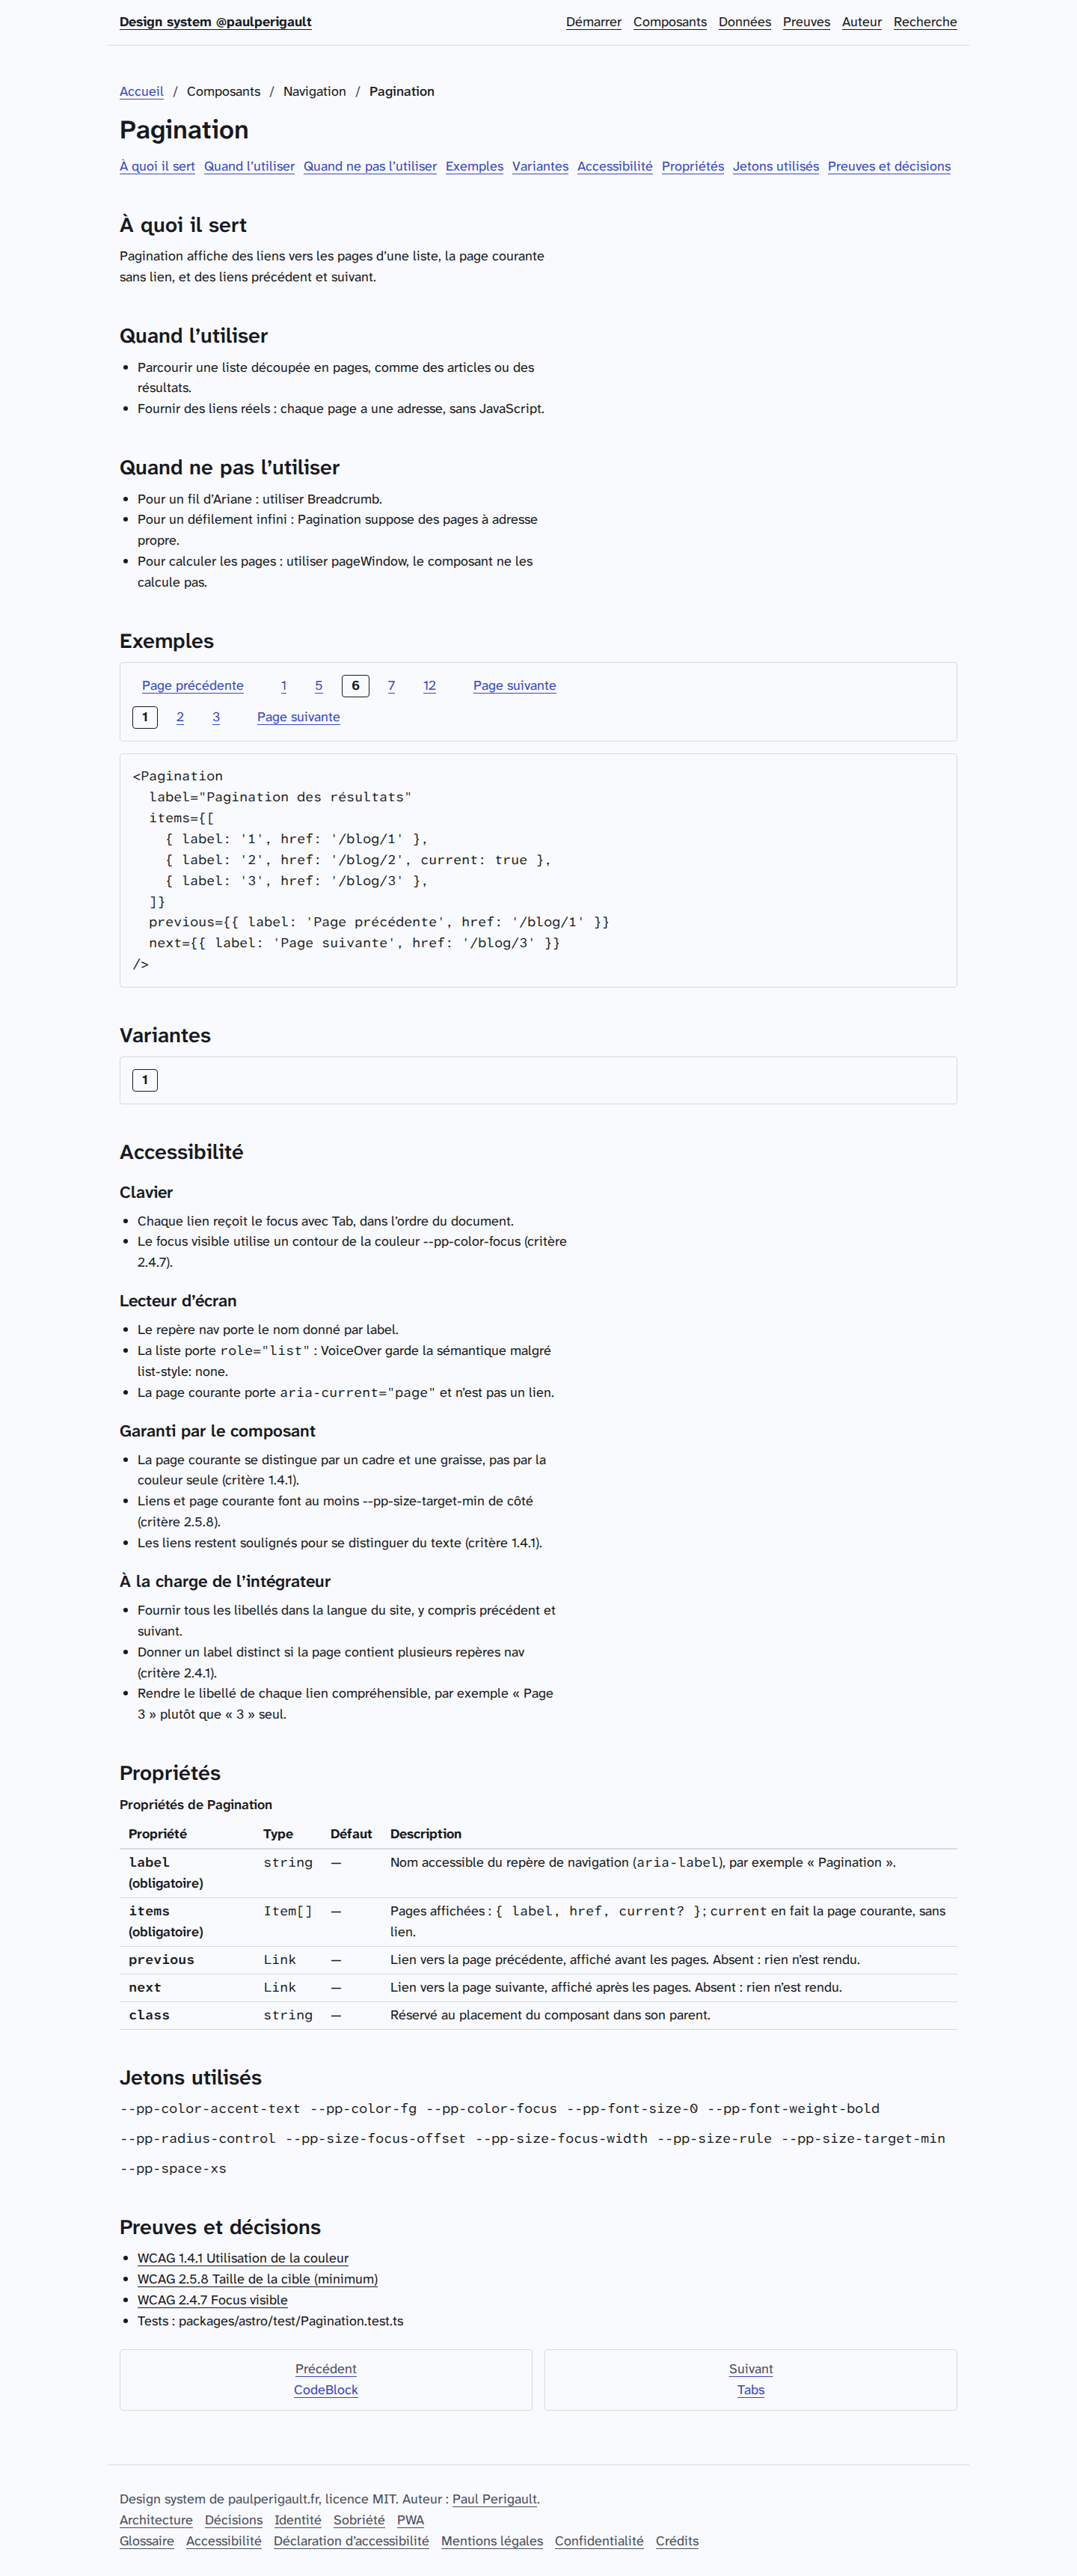 Design system @paulperigault Démarrer Composants Données Preuves Auteur Recherche
Accueil / Composants / Navigation / Pagination
Pagination
À quoi il sert Quand l’utiliser Quand ne pas l’utiliser Exemples Variantes Accessibilité Propriétés Jetons utilisés Preuves et décisions
À quoi il sert
Pagination affiche des liens vers les pages d’une liste, la page courante
sans lien, et des liens précédent et suivant.
Quand l’utiliser
• Parcourir une liste découpée en pages, comme des articles ou des
résultats.
• Fournir des liens réels : chaque page a une adresse, sans JavaScript.
Quand ne pas l’utiliser
• Pour un fil d’Ariane : utiliser Breadcrumb.
• Pour un défilement infini : Pagination suppose des pages à adresse
propre.
• Pour calculer les pages : utiliser pageWindow, le composant ne les
calcule pas.
Exemples
Page précédente 1 5 6 7 12 Page suivante
1 2 3 Page suivante
<Pagination
  label="Pagination des résultats"
  items={[
    { label: '1', href: '/blog/1' },
    { label: '2', href: '/blog/2', current: true },
    { label: '3', href: '/blog/3' },
  ]}
  previous={{ label: 'Page précédente', href: '/blog/1' }}
  next={{ label: 'Page suivante', href: '/blog/3' }}
/>
Variantes
1
Accessibilité
Clavier
• Chaque lien reçoit le focus avec Tab, dans l’ordre du document.
• Le focus visible utilise un contour de la couleur --pp-color-focus (critère
2.4.7).
Lecteur d’écran
• Le repère nav porte le nom donné par label.
• La liste porte role="list" : VoiceOver garde la sémantique malgré
list-style: none.
• La page courante porte aria-current="page" et n’est pas un lien.
Garanti par le composant
• La page courante se distingue par un cadre et une graisse, pas par la
couleur seule (critère 1.4.1).
• Liens et page courante font au moins --pp-size-target-min de côté
(critère 2.5.8).
• Les liens restent soulignés pour se distinguer du texte (critère 1.4.1).
À la charge de l’intégrateur
• Fournir tous les libellés dans la langue du site, y compris précédent et
suivant.
• Donner un label distinct si la page contient plusieurs repères nav
(critère 2.4.1).
• Rendre le libellé de chaque lien compréhensible, par exemple « Page
3 » plutôt que « 3 » seul.
Propriétés
Propriétés de Pagination
Propriété Type Défaut Description
label string — Nom accessible du repère de navigation (aria-label), par exemple « Pagination ».
(obligatoire)
items Item[] — Pages affichées : { label, href, current? }; current en fait la page courante, sans
(obligatoire) lien.
previous Link — Lien vers la page précédente, affiché avant les pages. Absent : rien n’est rendu.
next Link — Lien vers la page suivante, affiché après les pages. Absent : rien n’est rendu.
class string — Réservé au placement du composant dans son parent.
Jetons utilisés
--pp-color-accent-text --pp-color-fg --pp-color-focus --pp-font-size-0 --pp-font-weight-bold
--pp-radius-control --pp-size-focus-offset --pp-size-focus-width --pp-size-rule --pp-size-target-min
--pp-space-xs
Preuves et décisions
• WCAG 1.4.1 Utilisation de la couleur
• WCAG 2.5.8 Taille de la cible (minimum)
• WCAG 2.4.7 Focus visible
• Tests : packages/astro/test/Pagination.test.ts
Précédent Suivant
CodeBlock Tabs
Design system de paulperigault.fr, licence MIT. Auteur : Paul Perigault.
Architecture Décisions Identité Sobriété PWA
Glossaire Accessibilité Déclaration d’accessibilité Mentions légales Confidentialité Crédits